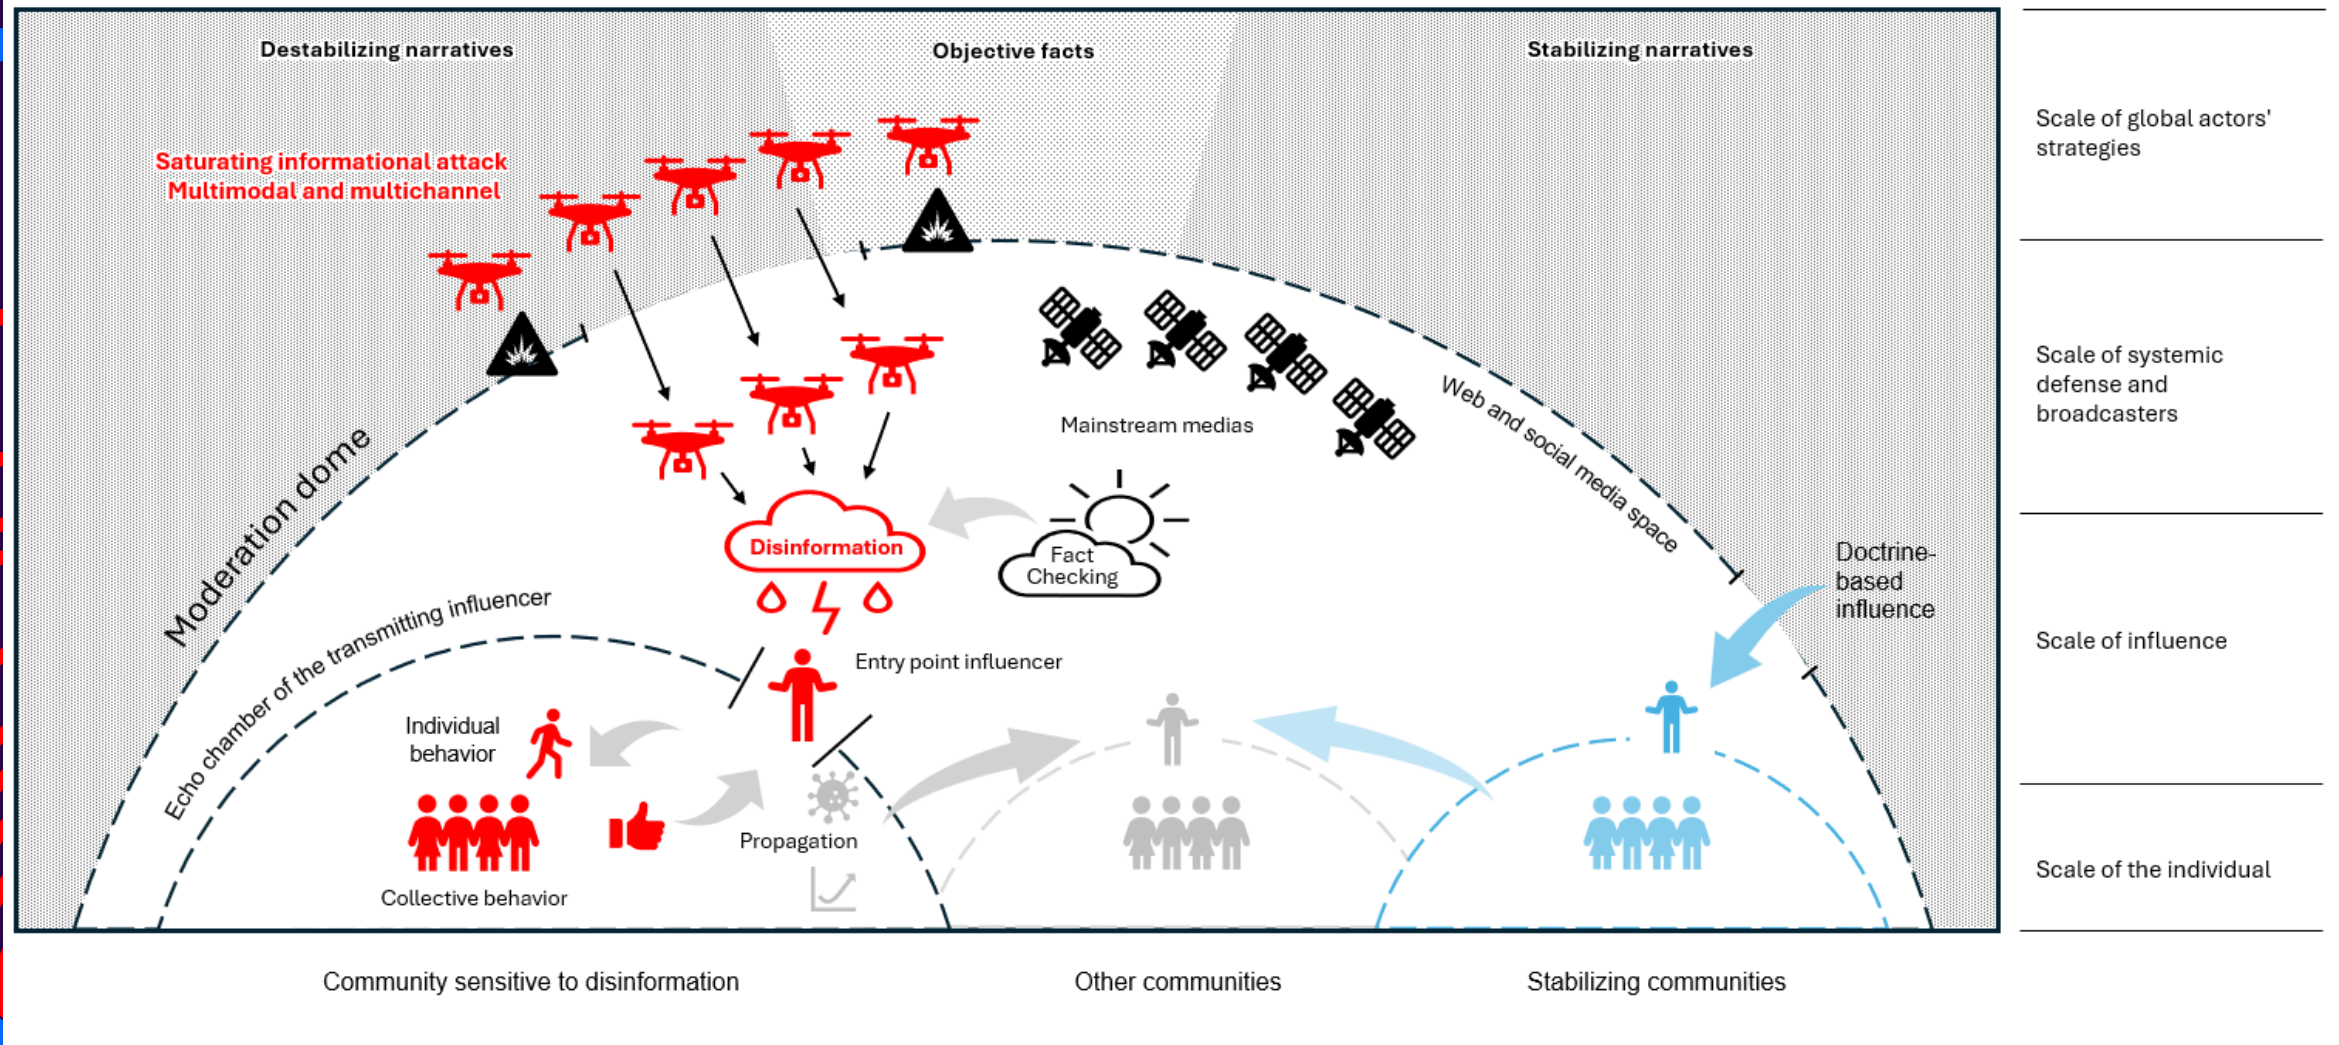 Destabilizing narratives
Objective facts
Stabilizing narratives
Saturating informational attack
Multimodal and multichannel
Scale of global actors'
strategies
Moderation dome
Web and social media space
Mainstream medias
Scale of systemic
defense and
broadcasters
Disinformation
Fact
Checking
Doctrine-
based
influence
Echo chamber of the transmitting influencer
Entry point influencer
Scale of influence
Individual
behavior
Propagation
Collective behavior
Scale of the individual
Community sensitive to disinformation
Other communities
Stabilizing communities